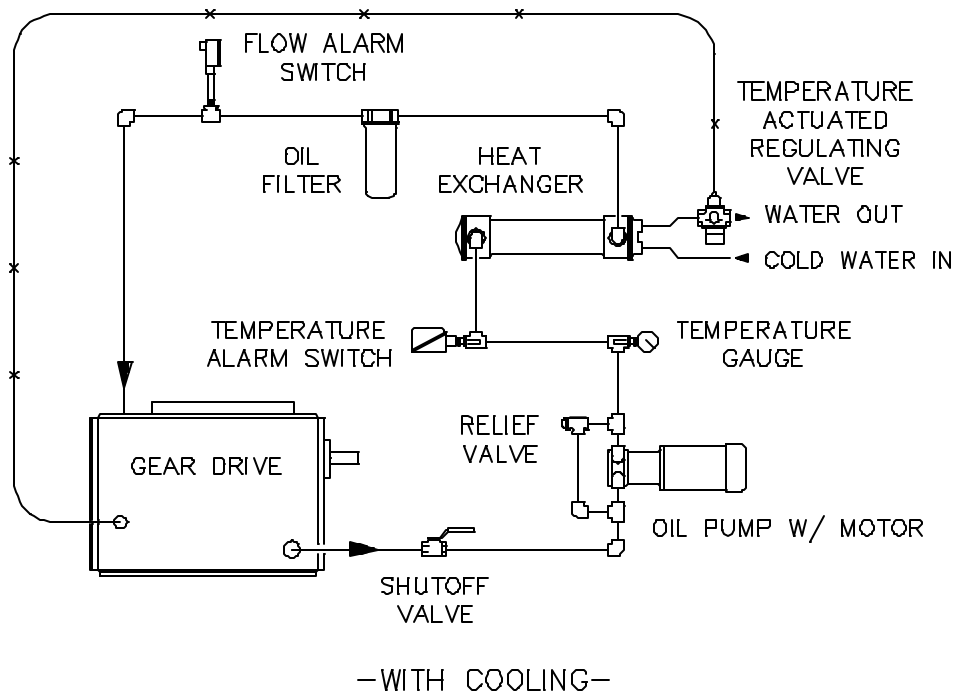 FLOW ALARM
SWITCH
TEMPERATURE
ACTUATED
REGULATING
VALVE
OIL
FILTER
HEAT
EXCHANGER
WATER OUT
COLD WATER IN
TEMPERATURE
ALARM SWITCH
TEMPERATURE
GAUGE
RELIEF
VALVE
GEAR DRIVE
OIL PUMP W/ MOTOR
SHUTOFF
VALVE
-WITH COOLING-